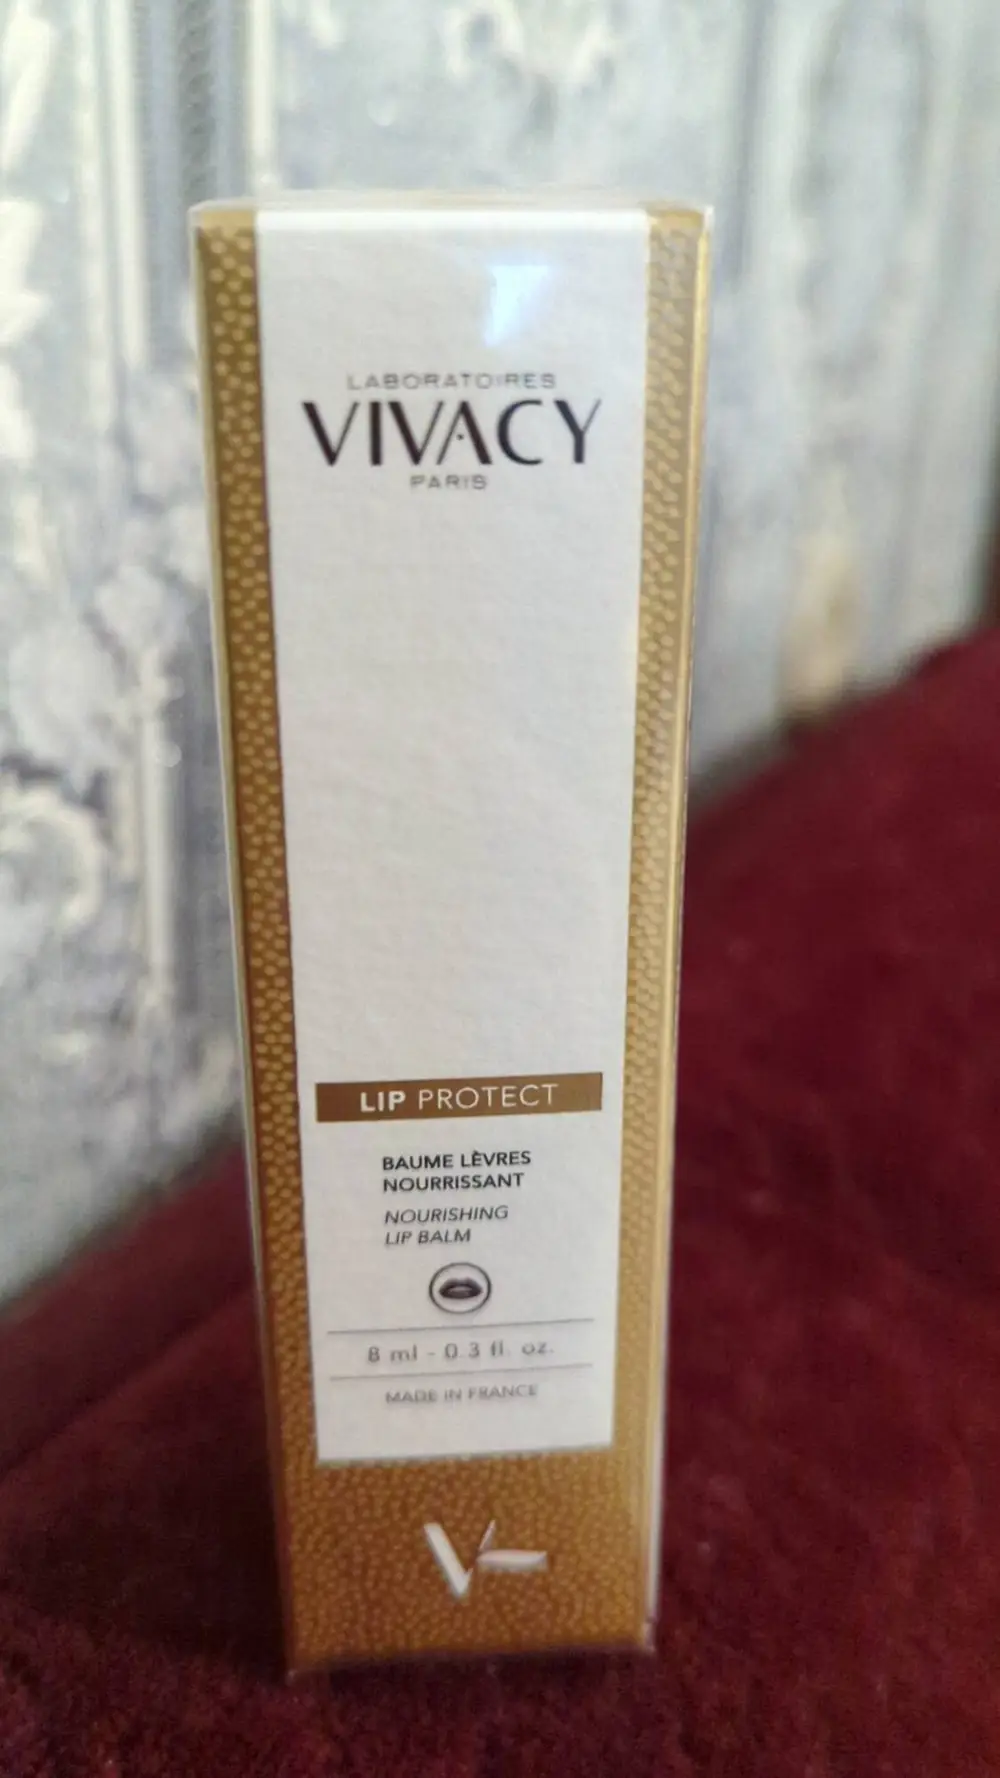 LABORATOIRES
VIVACY
PARIS
LIP PROTECT
BAUME LÈVRES
NOURRISSANT
NOURISHING
LIP BALM
8 ml - 0.3 fl. oz.
MADE IN FRANCE
V